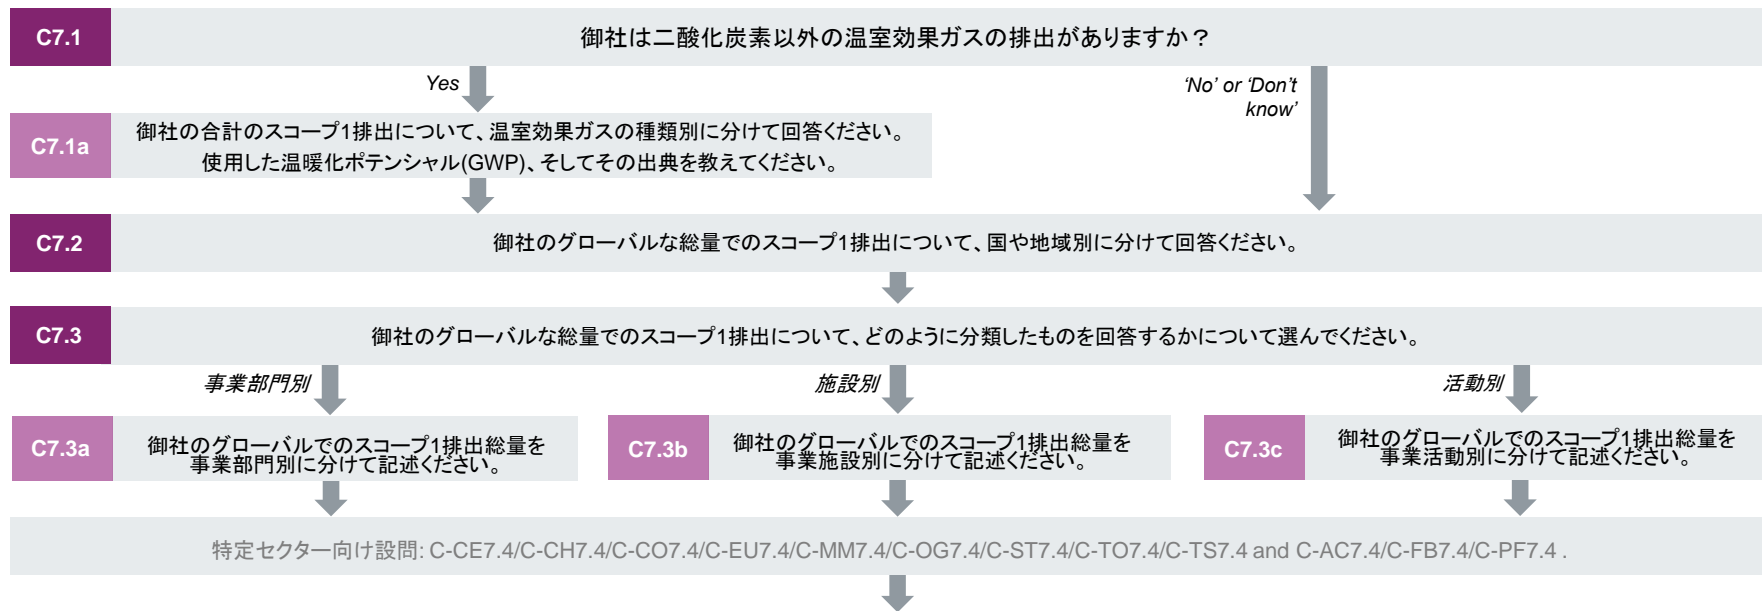 C7.1
御社は二酸化炭素以外の温室効果ガスの排出がありますか？
Yes
‘No’ or ‘Don’t
know’
C7.1a
御社の合計のスコープ1排出について、温室効果ガスの種類別に分けて回答ください。
使用した温暖化ポテンシャル(GWP)、そしてその出典を教えてください。
C7.2
御社のグローバルな総量でのスコープ1排出について、国や地域別に分けて回答ください。
C7.3
御社のグローバルな総量でのスコープ1排出について、どのように分類したものを回答するかについて選んでください。
事業部門別
施設別
活動別
C7.3a
御社のグローバルでのスコープ1排出総量を
事業部門別に分けて記述ください。
C7.3b
御社のグローバルでのスコープ1排出総量を
事業施設別に分けて記述ください。
C7.3c
御社のグローバルでのスコープ1排出総量を
事業活動別に分けて記述ください。
特定セクター向け設問: C-CE7.4/C-CH7.4/C-CO7.4/C-EU7.4/C-MM7.4/C-OG7.4/C-ST7.4/C-TO7.4/C-TS7.4 and C-AC7.4/C-FB7.4/C-PF7.4 .